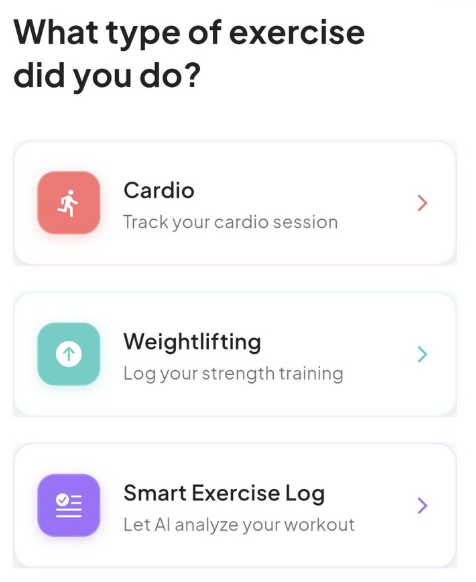 What type of exercise
did you do?
Cardio
Track your cardio session
Weightlifting
Log your strength training
Smart Exercise Log
Let AI analyze your workout